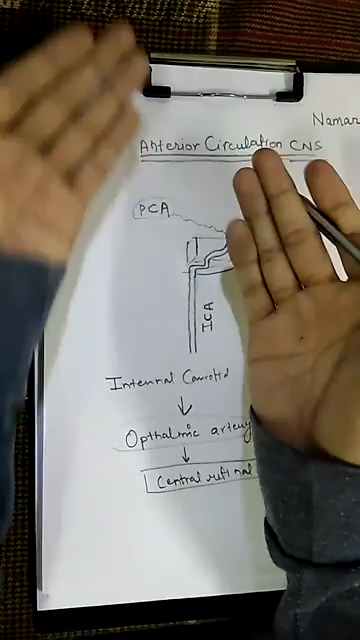 Namar
Anterior Circulation CNS
PCA
ICA
Internal Carotid
Opthalmic artery
Central retinal